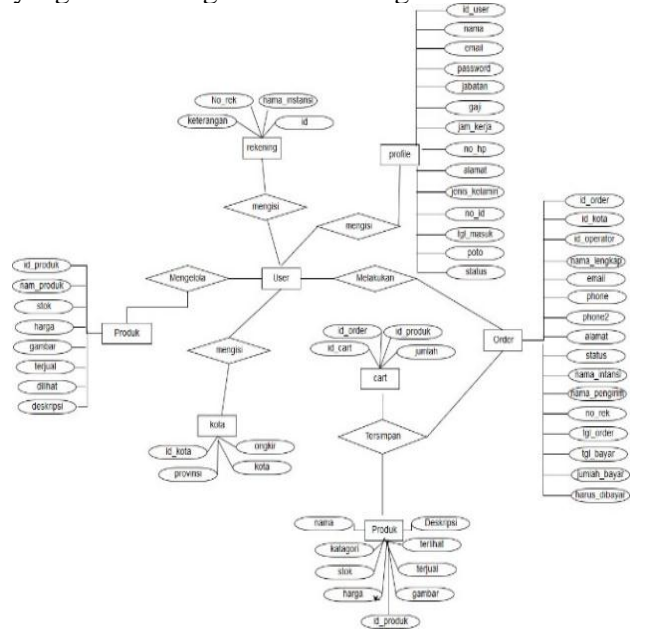 id_user
nama
email
password
jabatan
gaji
jam_kerja
no_hp
alamat
jenis_kelamin
no_id
tgl_masuk
poto
status
profile
No_rek
nama_instansi
keterangan
id
rekening
mengisi
mengisi
id_produk
nam_produk
stok
harga
gambar
terjual
dilihat
deskripsi
Produk
Mengelola
User
Melakukan
mengisi
kota
id_kota
ongkir
provinsi
kota
id_order
id_produk
id_cart
jumlah
cart
Tersimpan
Order
id_order
id_kota
id_operator
nama_lengkap
email
phone
phone2
alamat
status
nama_intansi
nama_pengirim
no_rek
tgl_order
tgl_bayar
jumlah_bayar
harus_dibayar
nama
Produk
Deskripsi
katagori
terlihat
stok
terjual
harga
gambar
id_produk